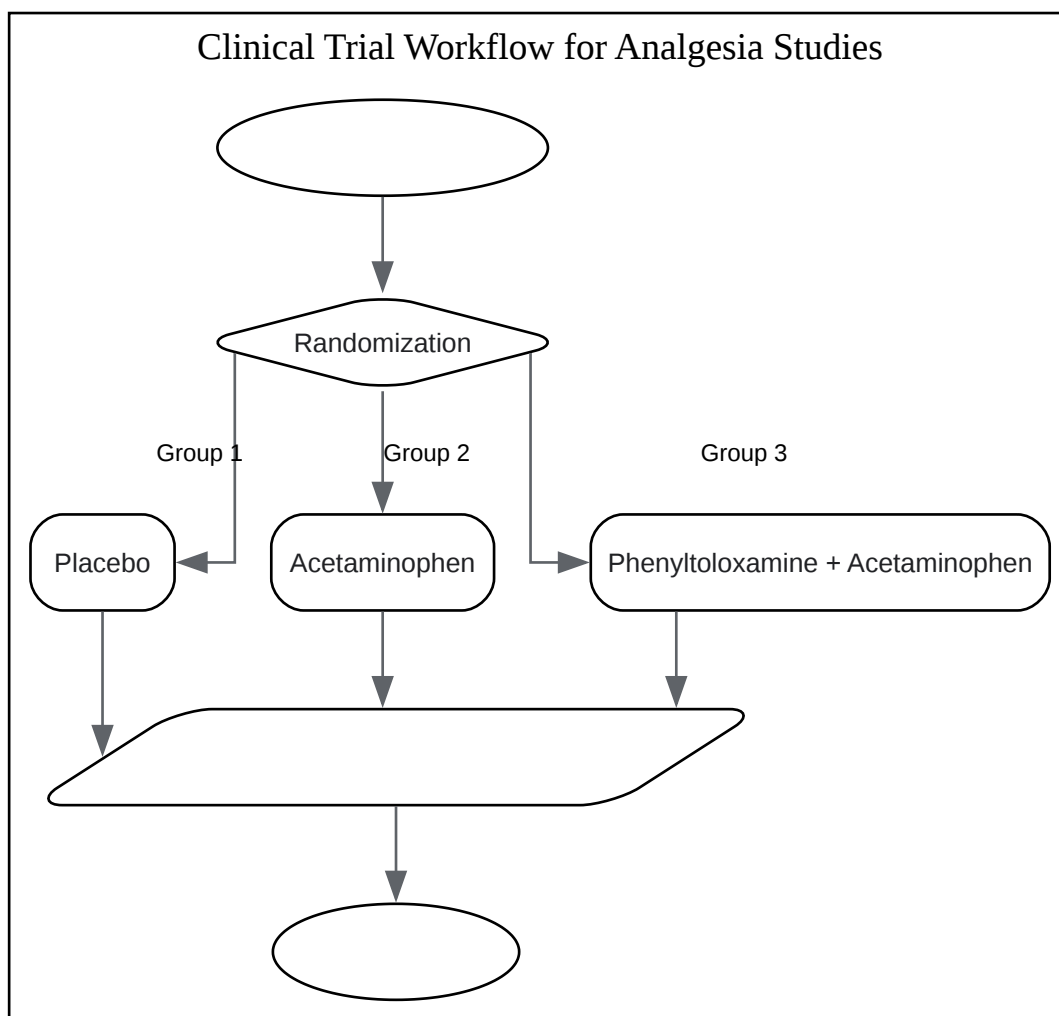 Clinical Trial Workflow for Analgesia Studies
Randomization
Group 1
Group 2
Group 3
Placebo
Acetaminophen
Phenyltoloxamine + Acetaminophen